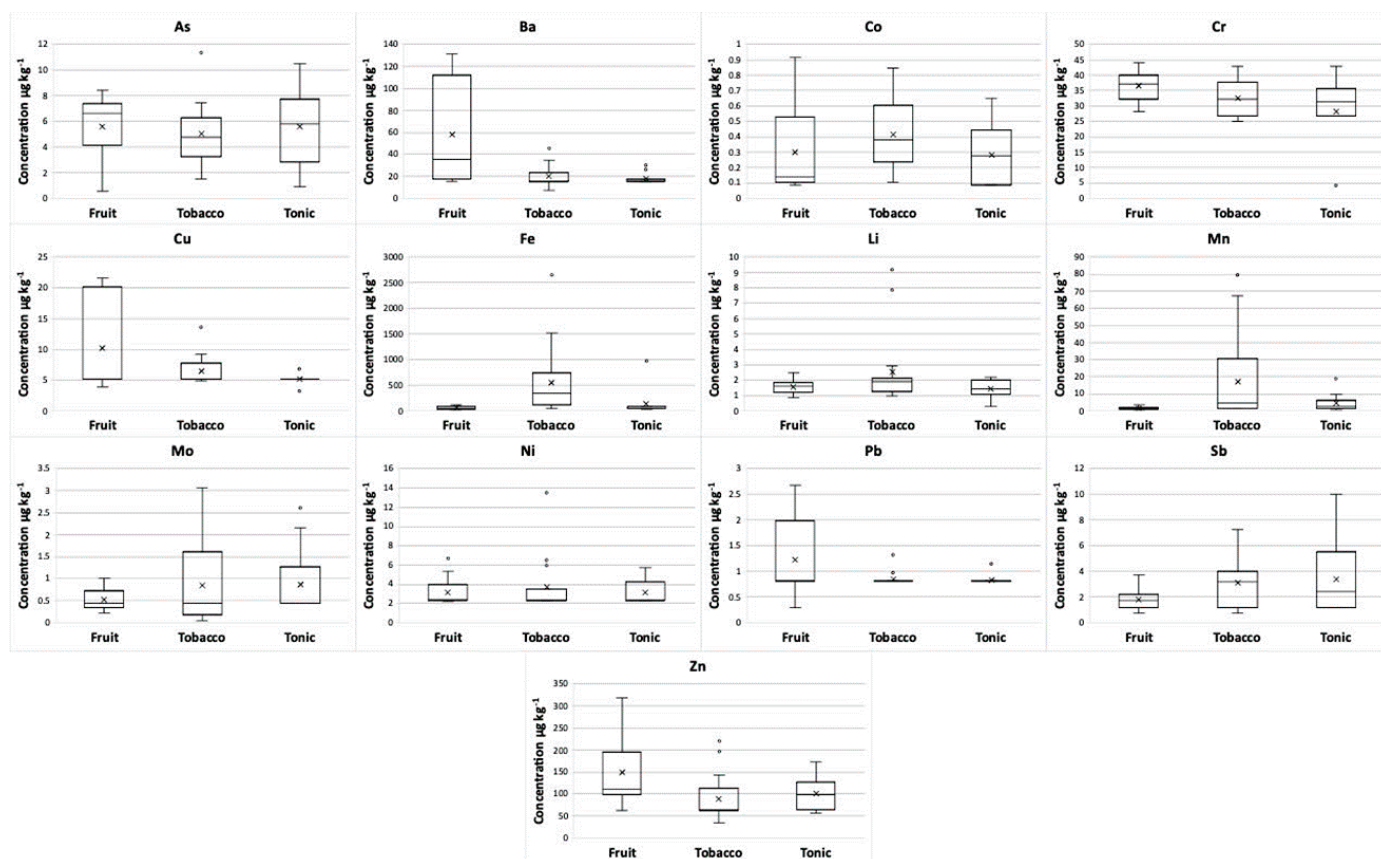 As
Concentration µg kg⁻¹
12
10
8
6
4
2
0
Fruit Tobacco Tonic
Ba
Concentration µg kg⁻¹
140
120
100
80
60
40
20
0
Fruit Tobacco Tonic
Co
Concentration µg kg⁻¹
1
0.9
0.8
0.7
0.6
0.5
0.4
0.3
0.2
0.1
0
Fruit Tobacco Tonic
Cr
Concentration µg kg⁻¹
50
45
40
35
30
25
20
15
10
5
0
Fruit Tobacco Tonic
Cu
Concentration µg kg⁻¹
25
20
15
10
5
0
Fruit Tobacco Tonic
Fe
Concentration µg kg⁻¹
3000
2500
2000
1500
1000
500
0
Fruit Tobacco Tonic
Li
Concentration µg kg⁻¹
10
9
8
7
6
5
4
3
2
1
0
Fruit Tobacco Tonic
Mn
Concentration µg kg⁻¹
90
80
70
60
50
40
30
20
10
0
Fruit Tobacco Tonic
Mo
Concentration µg kg⁻¹
3.5
3
2.5
2
1.5
1
0.5
0
Fruit Tobacco Tonic
Ni
Concentration µg kg⁻¹
16
14
12
10
8
6
4
2
0
Fruit Tobacco Tonic
Pb
Concentration µg kg⁻¹
3
2.5
2
1.5
1
0.5
0
Fruit Tobacco Tonic
Sb
Concentration µg kg⁻¹
12
10
8
6
4
2
0
Fruit Tobacco Tonic
Zn
Concentration µg kg⁻¹
350
300
250
200
150
100
50
0
Fruit Tobacco Tonic